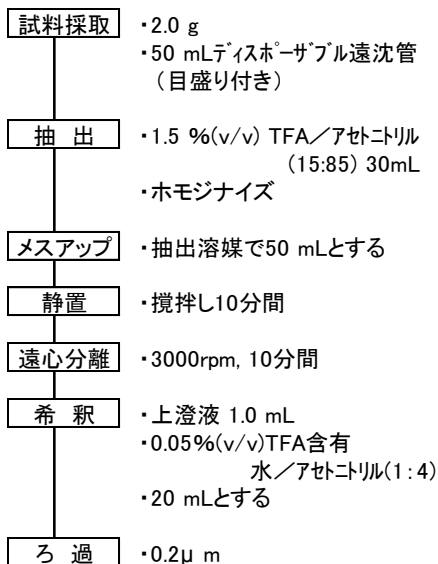 試料採取 ・2.0 g
・50 mLﾃﾞｨｽﾎﾟｰｻﾞﾌﾞﾙ遠沈管
（目盛り付き）
抽 出 ・1.5 %(v/v) TFA／ｱｾﾄﾆﾄﾘﾙ
(15:85) 30mL
・ホモジナイズ
メスアップ ・抽出溶媒で50 mLとする
静置 ・撹拌し10分間
遠心分離 ・3000rpm, 10分間
希 釈 ・上澄液 1.0 mL
・0.05%(v/v)TFA含有
水／ｱｾﾄﾆﾄﾘﾙ(1:4)
・20 mLとする
ろ 過 ・0.2μ m